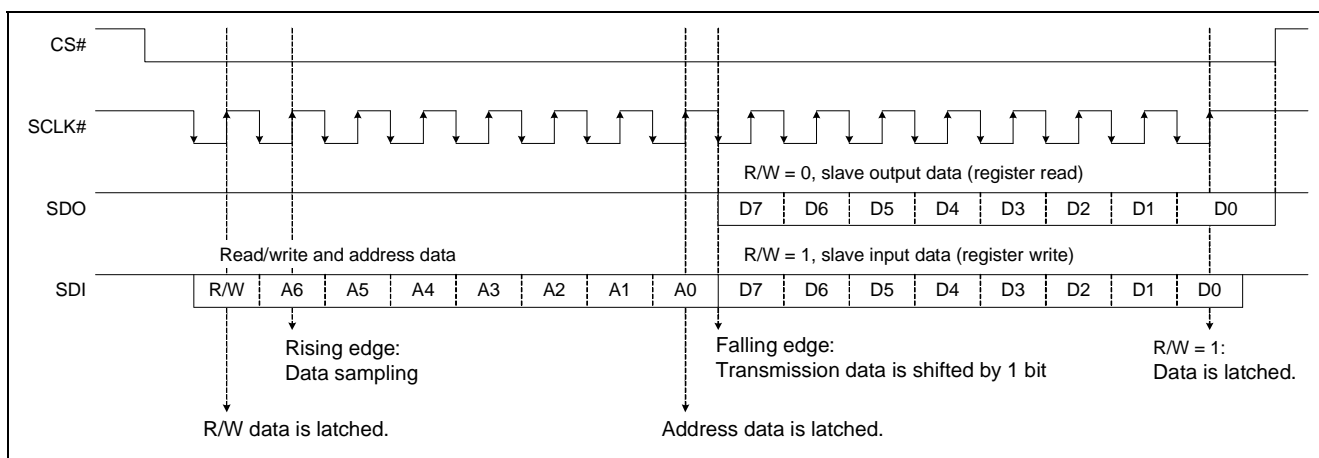 CS#
SCLK#
R/W = 0, slave output data (register read)
SDO D7 D6 D5 D4 D3 D2 D1 D0
Read/write and address data R/W = 1, slave input data (register write)
SDI R/W A6 A5 A4 A3 A2 A1 A0 D7 D6 D5 D4 D3 D2 D1 D0
Rising edge:
Data sampling
Falling edge:
Transmission data is shifted by 1 bit
R/W = 1:
Data is latched.
R/W data is latched.
Address data is latched.